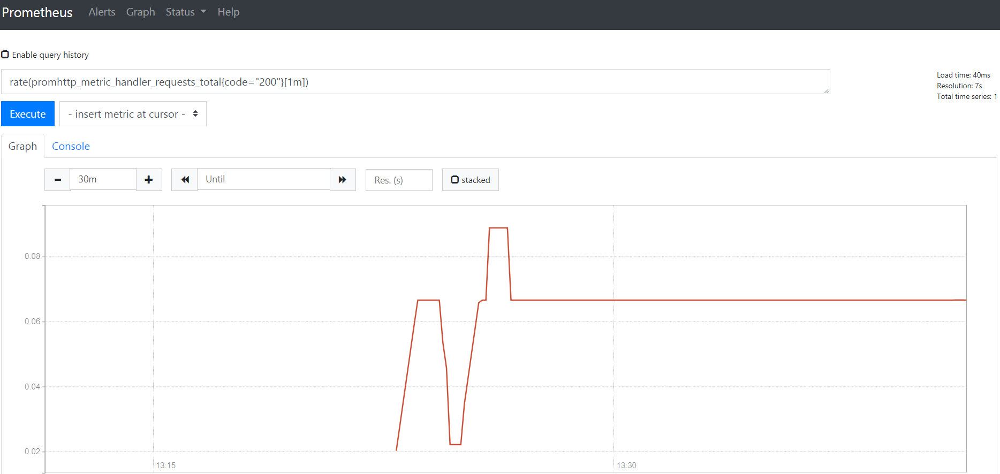 Prometheus Alerts Graph Status Help
Enable query history
rate(promhttp_metric_handler_requests_total{code="200"}[1m])
Load time: 40ms
Resolution: 7s
Total time series: 1
Execute - insert metric at cursor -
Graph Console
30m Until Res. (s) stacked
0.08
0.06
0.04
0.02
13:15 13:30